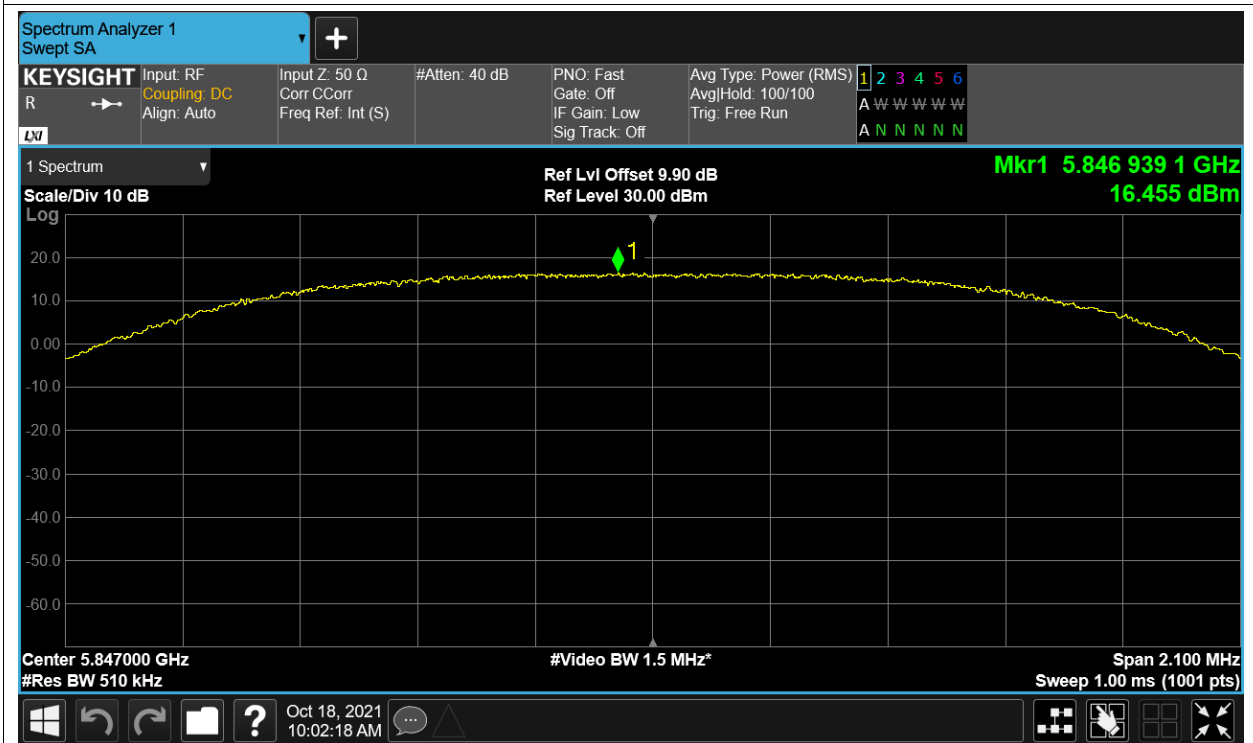 Spectrum Analyzer 1
Swept SA
KEYSIGHT
R
LXI
Input: RF
Coupling: DC
Align: Auto
Input Z: 50 Ω
Corr CCorr
Freq Ref: Int (S)
#Atten: 40 dB
PNO: Fast
Gate: Off
IF Gain: Low
Sig Track: Off
Avg Type: Power (RMS)
Avg|Hold: 100/100
Trig: Free Run
1 2 3 4 5 6
A W W W W W
A N N N N N
1 Spectrum
Scale/Div 10 dB
Log
Ref Lvl Offset 9.90 dB
Ref Level 30.00 dBm
Mkr1 5.846 939 1 GHz
16.455 dBm
1
20.0
10.0
0.00
-10.0
-20.0
-30.0
-40.0
-50.0
-60.0
Center 5.847000 GHz
#Res BW 510 kHz
#Video BW 1.5 MHz*
Span 2.100 MHz
Sweep 1.00 ms (1001 pts)
?
Oct 18, 2021
10:02:18 AM